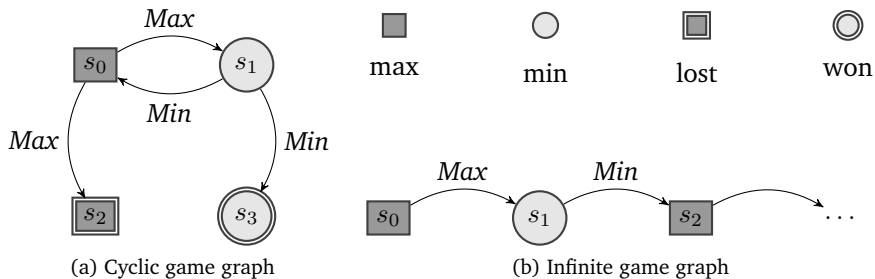 Max
s₀ s₁
Min
Max Min
s₂ s₃
(a) Cyclic game graph
max min lost won
Max Min
s₀ s₁ s₂ ...
(b) Infinite game graph